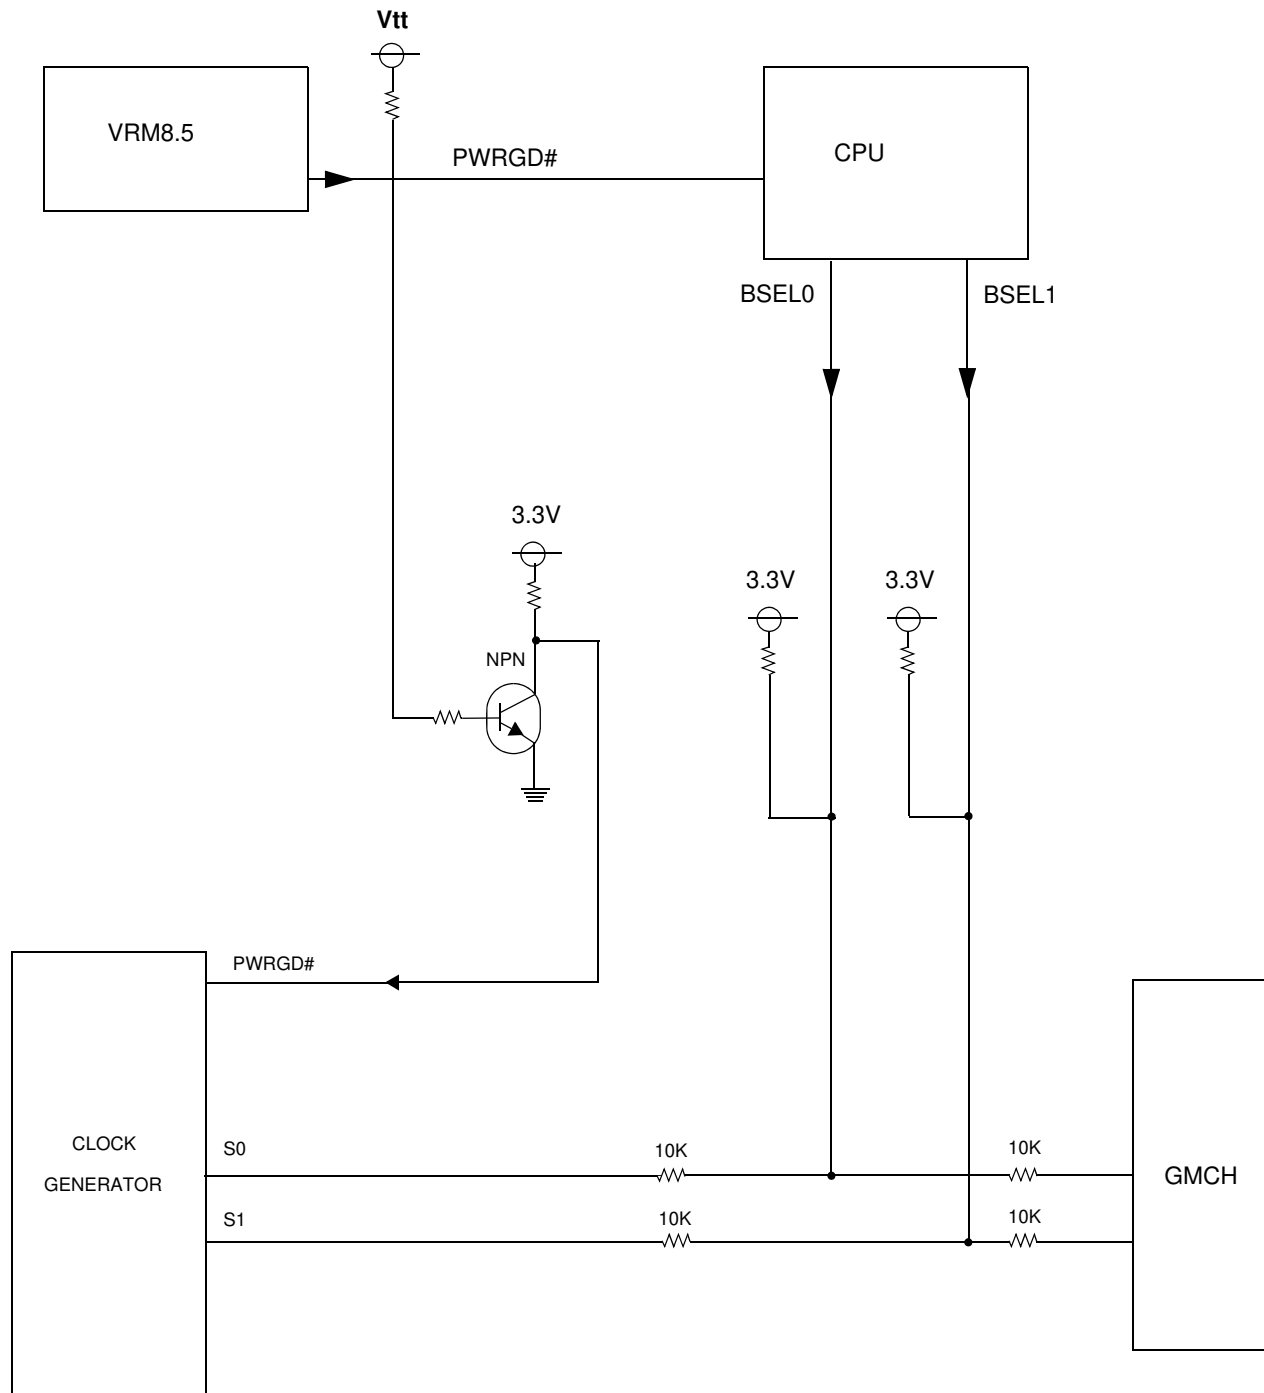 Vtt
VRM8.5
PWRGD#
CPU
BSEL0
BSEL1
3.3V
3.3V
3.3V
NPN
PWRGD#
CLOCK
GENERATOR
S0
10K
10K
GMCH
S1
10K
10K